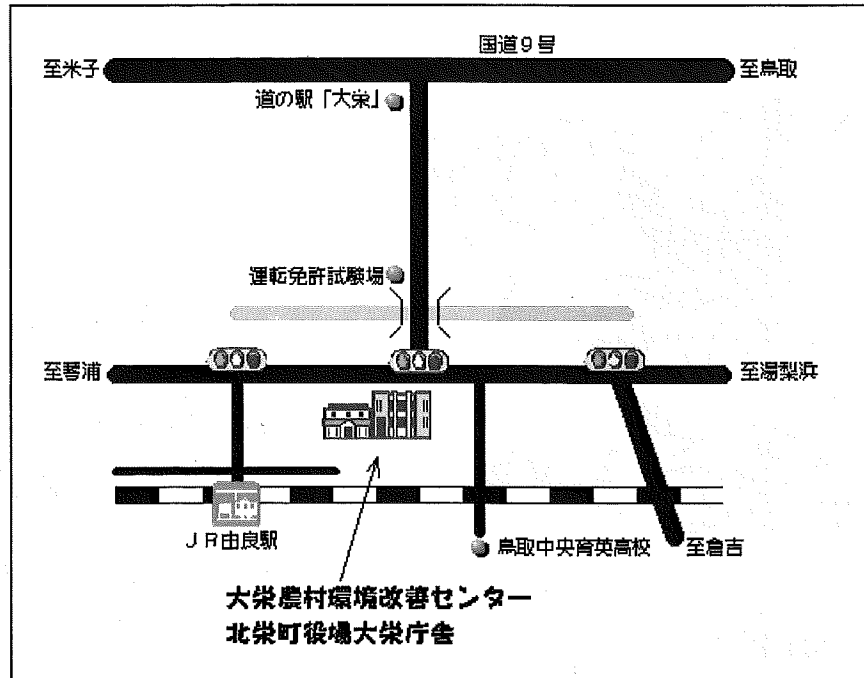 国道9号
至米子
至鳥取
道の駅「大栄」
運転免許試験場
至琴浦
至湯梨浜
JR由良駅
鳥取中央育英高校
至倉吉
大栄農村環境改善センター
北栄町役場大栄庁舎